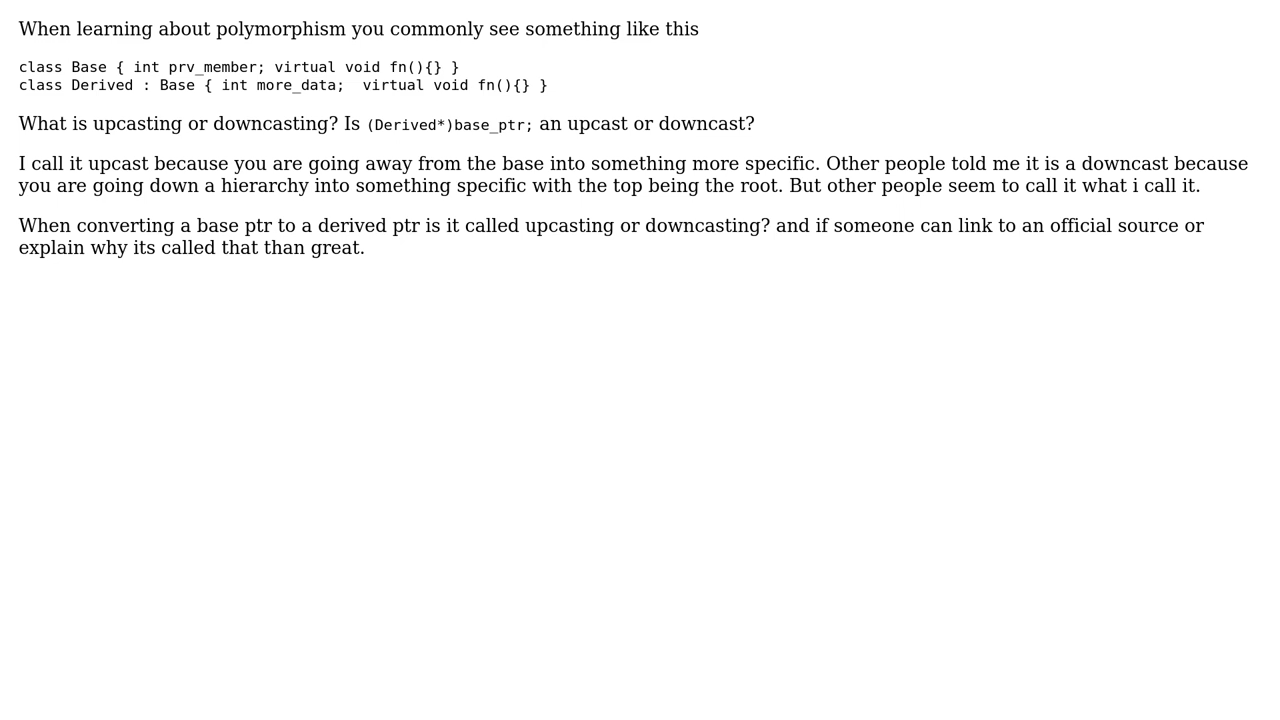 When learning about polymorphism you commonly see something like this
class Base { int prv_member; virtual void fn(){} }
class Derived : Base { int more_data;  virtual void fn(){} }
What is upcasting or downcasting? Is (Derived*)base_ptr; an upcast or downcast?
I call it upcast because you are going away from the base into something more specific. Other people told me it is a downcast because
you are going down a hierarchy into something specific with the top being the root. But other people seem to call it what i call it.
When converting a base ptr to a derived ptr is it called upcasting or downcasting? and if someone can link to an official source or
explain why its called that than great.